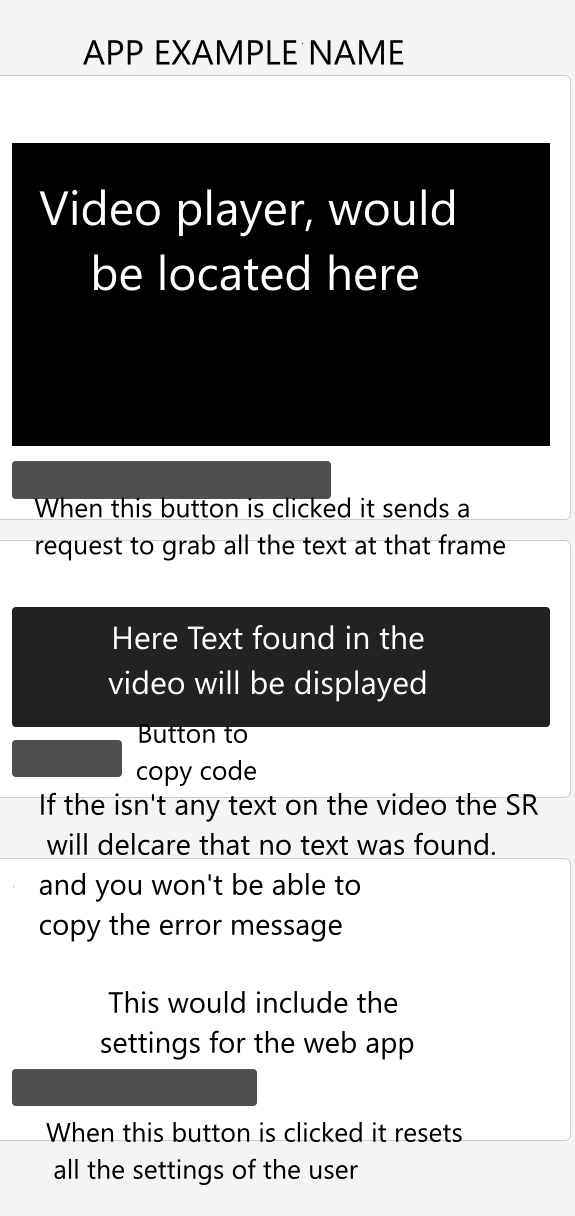 APP EXAMPLE NAME
Video player, would
be located here
When this button is clicked it sends a
request to grab all the text at that frame
Here Text found in the
video will be displayed
Button to
copy code
If the isn't any text on the video the SR
will delcare that no text was found.
and you won't be able to
copy the error message
This would include the
settings for the web app
When this button is clicked it resets
all the settings of the user